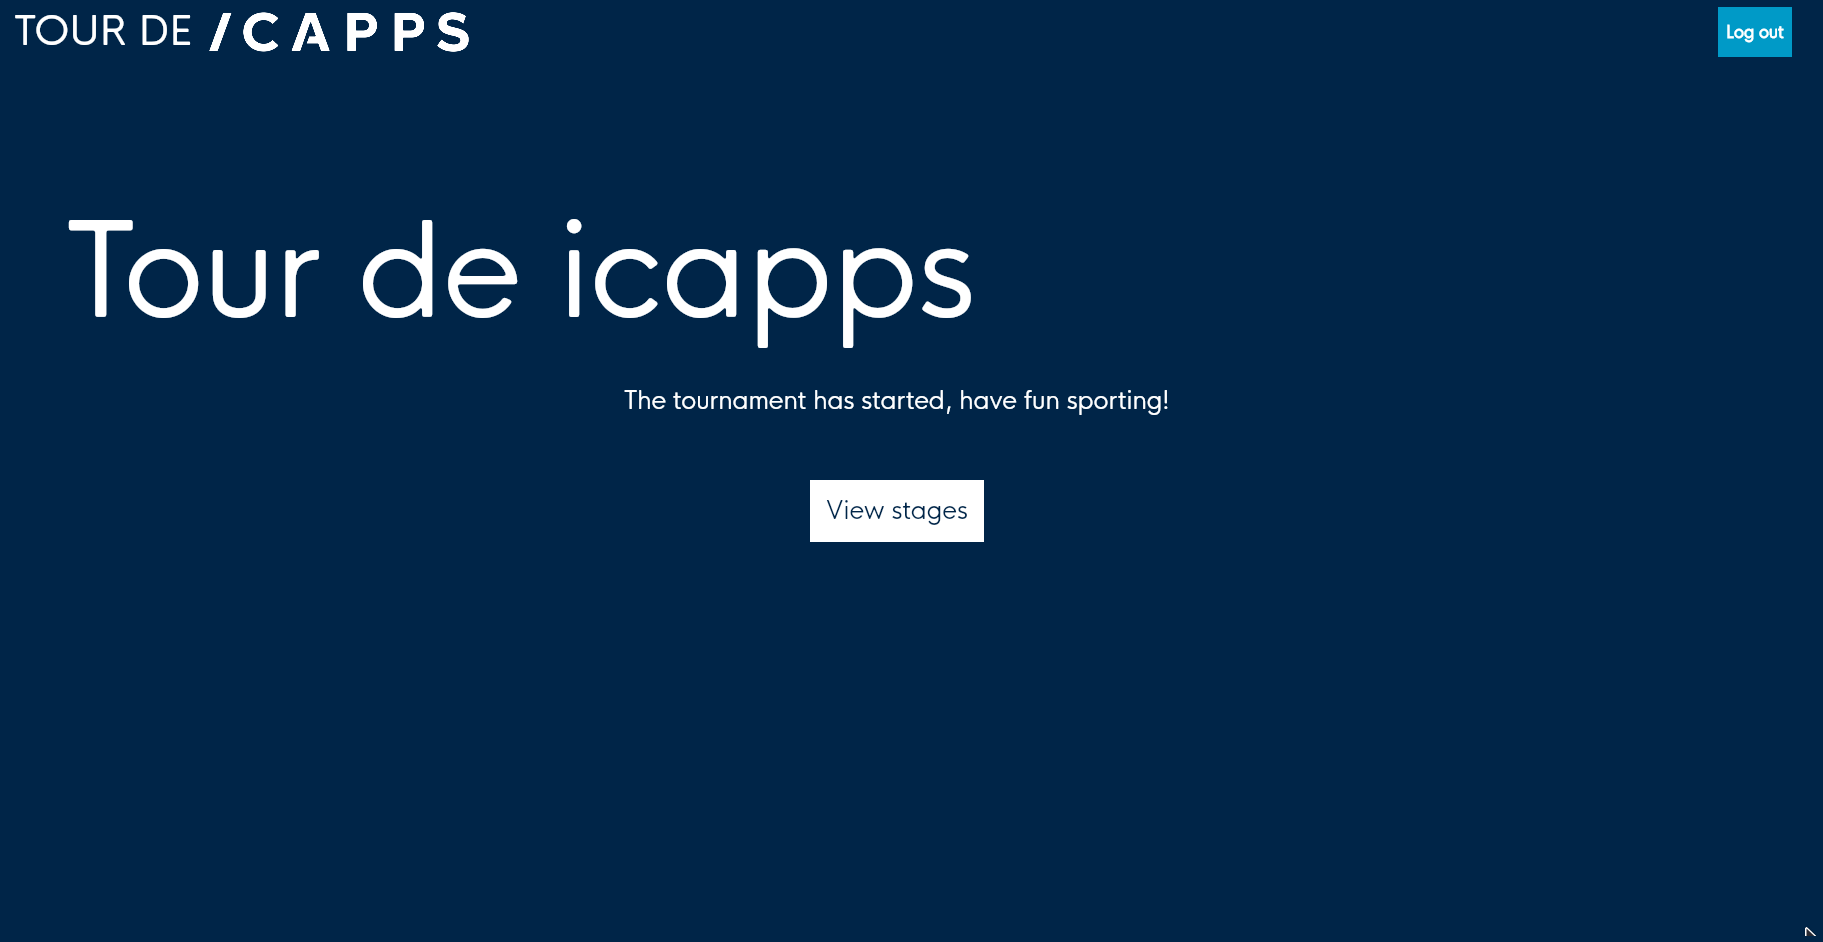 TOUR DE /CAPPS
Log out
Tour de icapps
The tournament has started, have fun sporting!
View stages